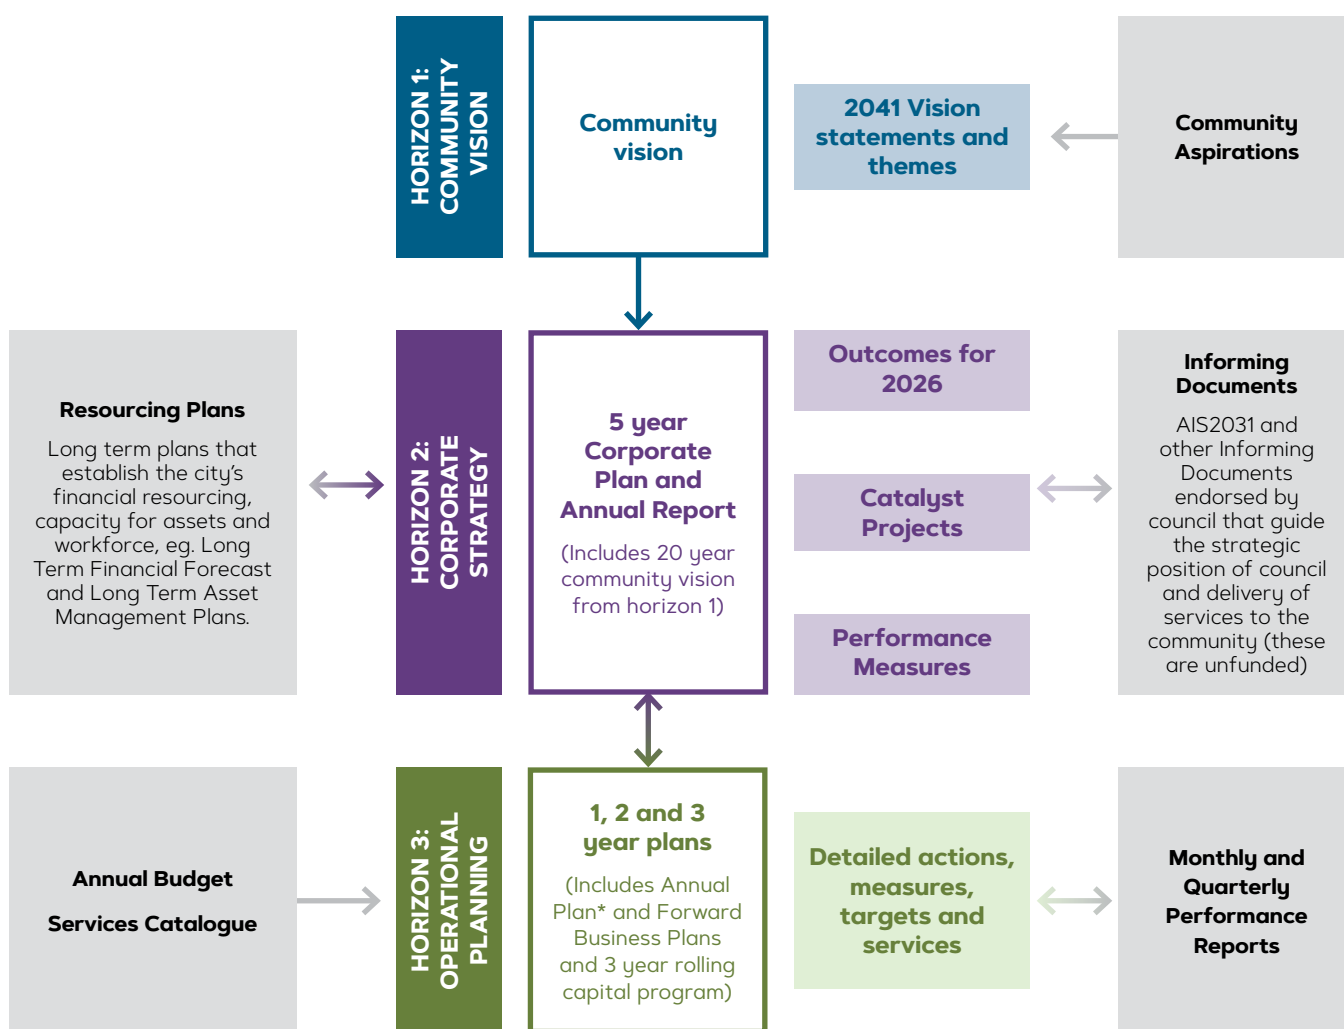 HORIZON 1:
COMMUNITY
VISION
Community
vision
2041 Vision
statements and
themes
Community
Aspirations
Resourcing Plans
Long term plans that
establish the city’s
financial resourcing,
capacity for assets and
workforce, eg. Long
Term Financial Forecast
and Long Term Asset
Management Plans.
HORIZON 2:
CORPORATE
STRATEGY
5 year
Corporate
Plan and
Annual Report
(Includes 20 year
community vision
from horizon 1)
Outcomes for
2026
Catalyst
Projects
Performance
Measures
Informing
Documents
AIS2031 and
other Informing
Documents
endorsed by
council that guide
the strategic
position of council
and delivery of
services to the
community (these
are unfunded)
Annual Budget
Services Catalogue
HORIZON 3:
OPERATIONAL
PLANNING
1, 2 and 3
year plans
(Includes Annual
Plan* and Forward
Business Plans
and 3 year rolling
capital program)
Detailed actions,
measures,
targets and
services
Monthly and
Quarterly
Performance
Reports